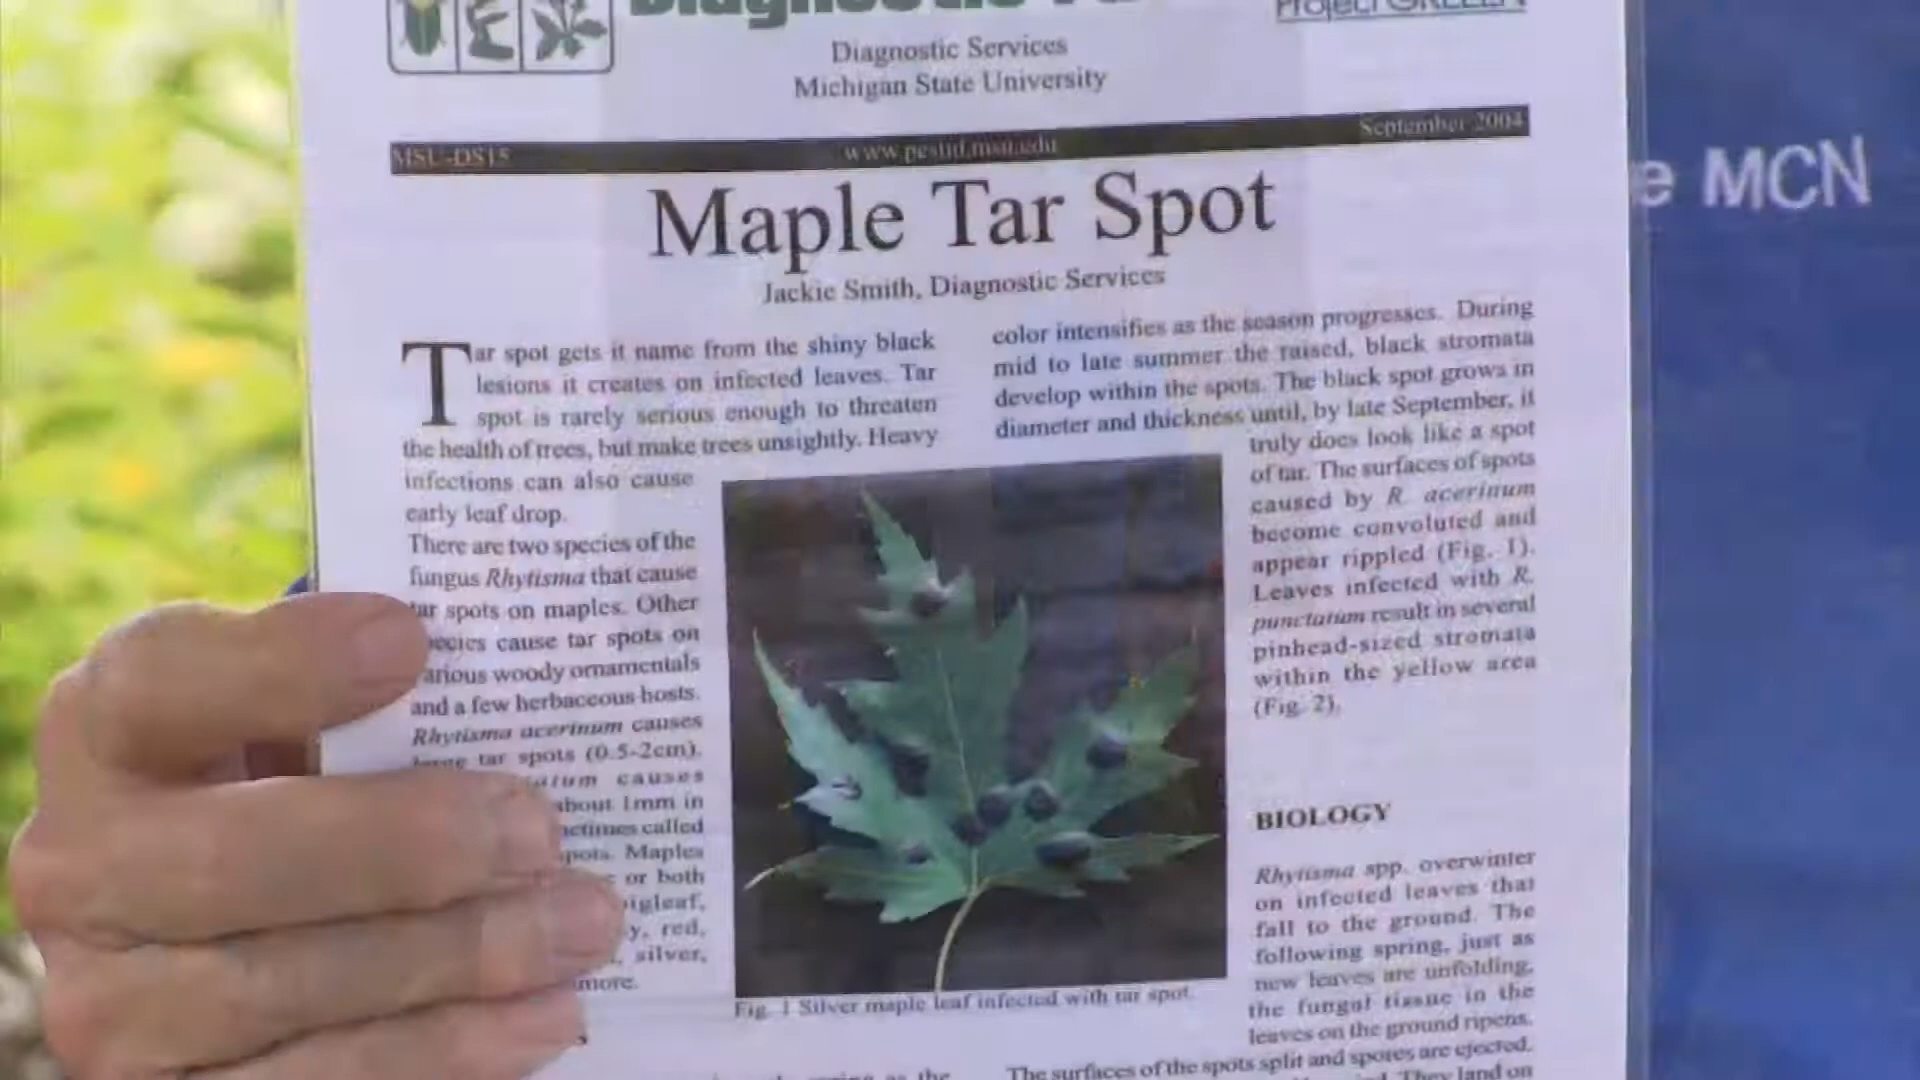 Diagnostic
Project GREEEN
Diagnostic Services
Michigan State University
MSU-DS15
www.pestid.msu.edu
September 2004
e MCN
Maple Tar Spot
Jackie Smith, Diagnostic Services
Tar spot gets it name from the shiny black
lesions it creates on infected leaves. Tar
spot is rarely serious enough to threaten
the health of trees, but make trees unsightly. Heavy
infections can also cause
early leaf drop.
There are two species of the
fungus Rhytisma that cause
tar spots on maples. Other
species cause tar spots on
various woody ornamentals
and a few herbaceous hosts.
Rhytisma acerinum causes
large tar spots (0.5-2cm).
causes
about 1mm in
called
spots. Maples
or both
bigleaf,
red,
silver,
Fig. 1 Silver maple leaf infected with tar spot.
color intensifies as the season progresses. During
mid to late summer the raised, black stromata
develop within the spots. The black spot grows in
diameter and thickness until, by late September, it
truly does look like a spot
of tar. The surfaces of spots
caused by R. acerinum
become convoluted and
appear rippled (Fig. 1).
Leaves infected with R.
punctatum result in several
pinhead-sized stromata
within the yellow area
(Fig. 2).
BIOLOGY
Rhytisma spp. overwinter
on infected leaves that
fall to the ground. The
following spring, just as
new leaves are unfolding,
the fungal tissue in the
leaves on the ground ripens.
The surfaces of the spots split and spores are ejected.
They land on